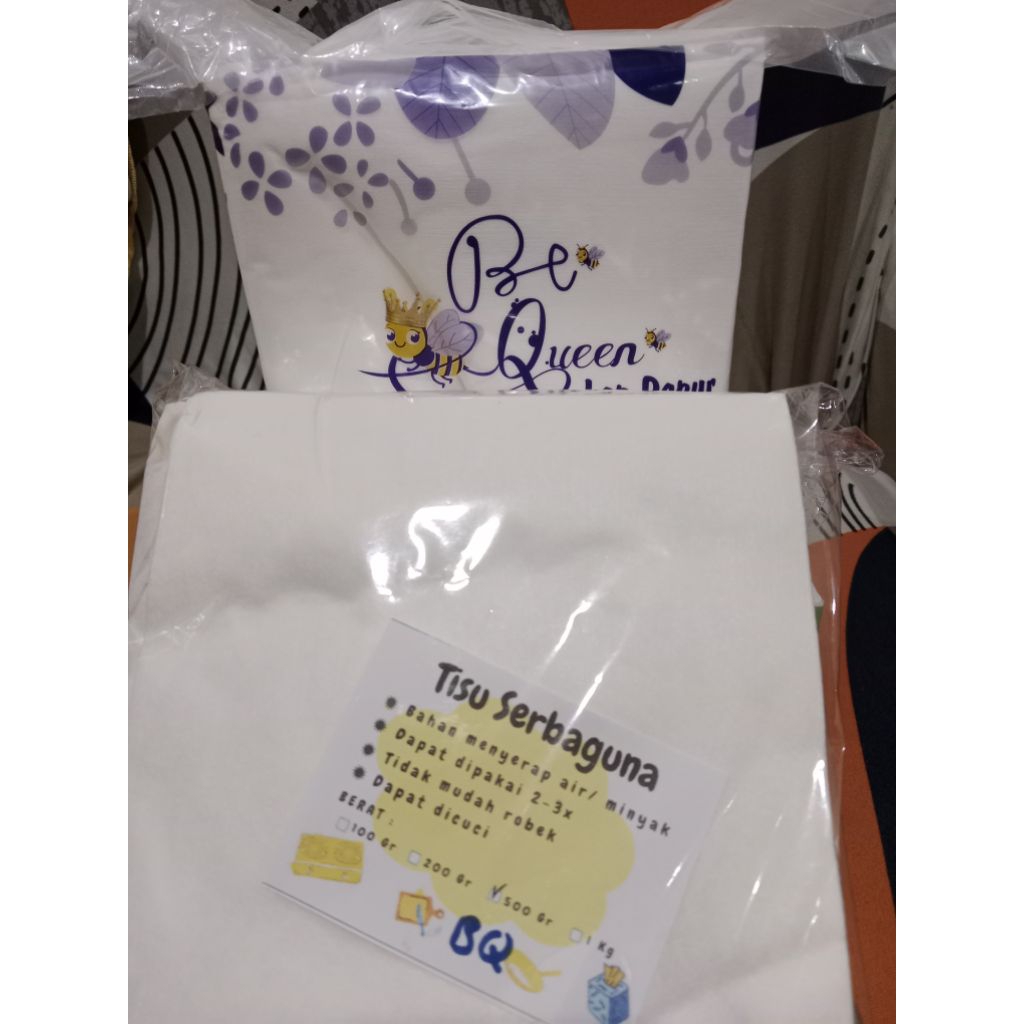 Be
Queen
Dapur
Tisu Serbaguna
Bahan menyerap air/ minyak
Dapat dipakai 2-3x
Tidak mudah robek
Dapat dicuci
BERAT :
100 Gr 200 Gr 500 Gr 1 Kg
BQ